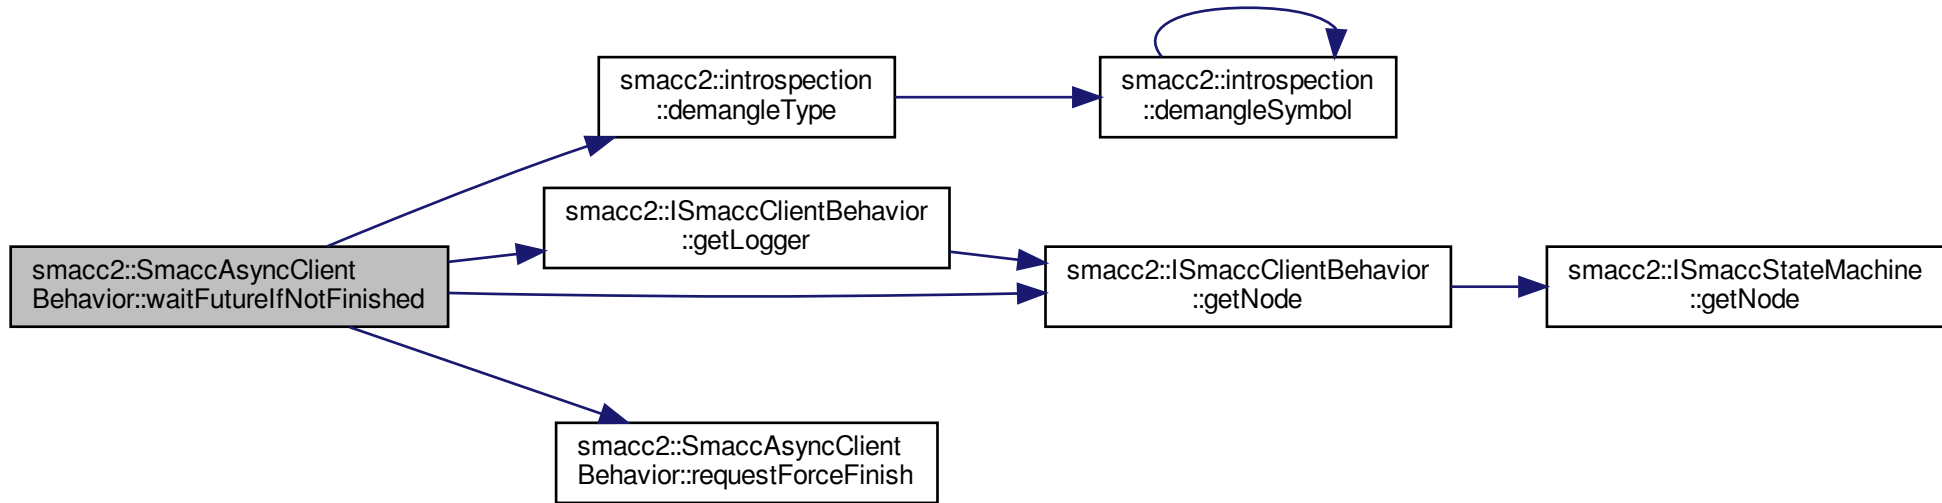 smacc2::introspection
::demangleType
smacc2::introspection
::demangleSymbol
smacc2::ISmaccClientBehavior
::getLogger
smacc2::SmaccAsyncClient
Behavior::waitFutureIfNotFinished
smacc2::ISmaccClientBehavior
::getNode
smacc2::ISmaccStateMachine
::getNode
smacc2::SmaccAsyncClient
Behavior::requestForceFinish